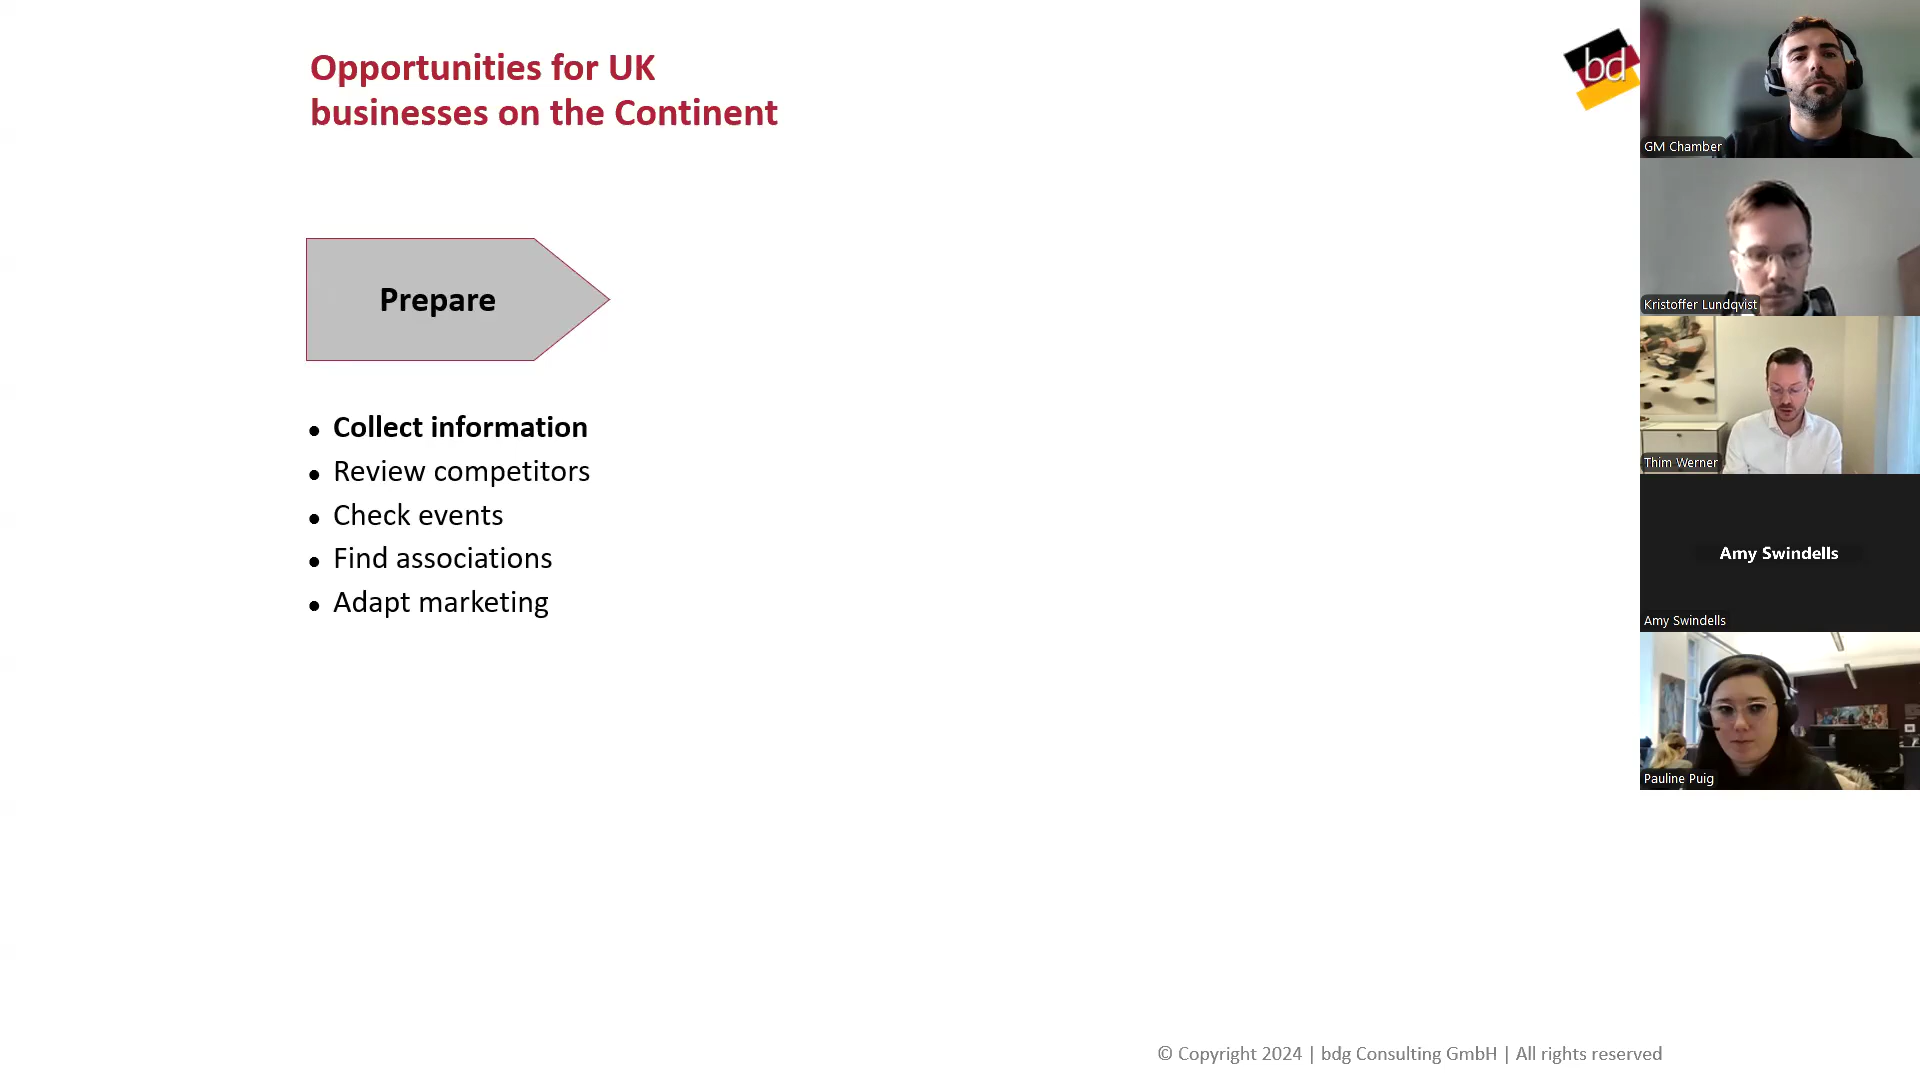 Opportunities for UK
businesses on the Continent
bd
Prepare
Collect information
Review competitors
Check events
Find associations
Adapt marketing
© Copyright 2024 | bdg Consulting GmbH | All rights reserved
GM Chamber
Kristoffer Lundqvist
Thim Werner
Amy Swindells
Amy Swindells
Pauline Puig